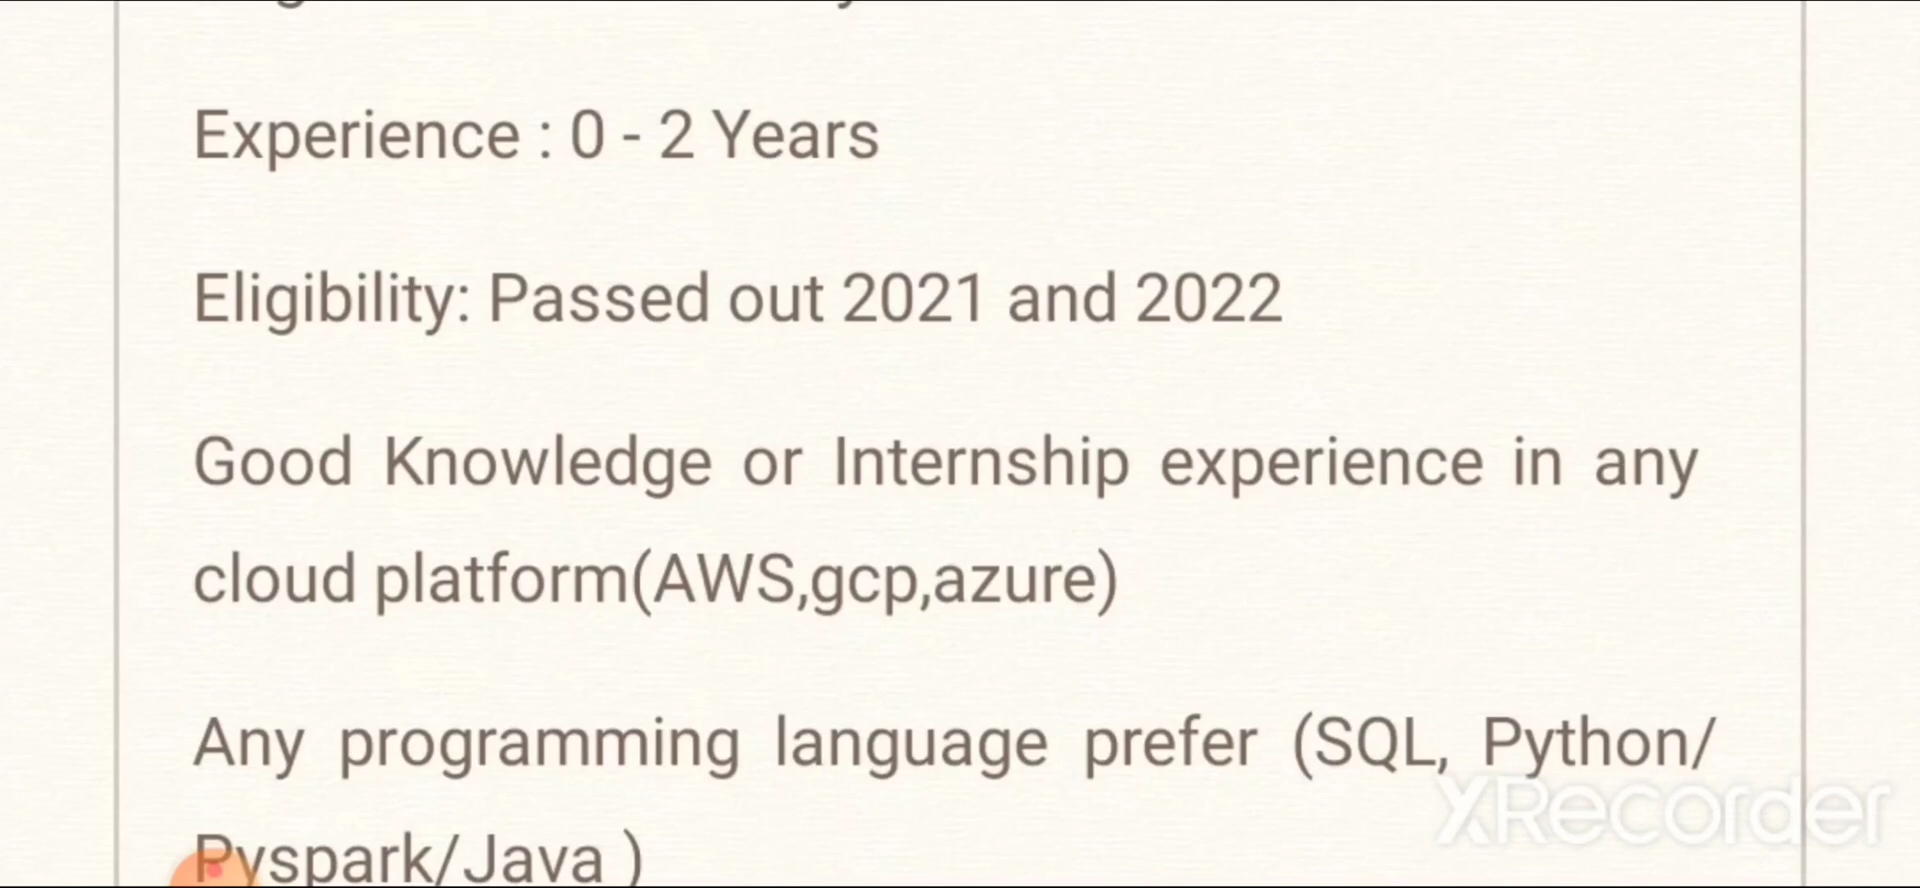 Experience : 0 - 2 Years
Eligibility: Passed out 2021 and 2022
Good Knowledge or Internship experience in any
cloud platform(AWS,gcp,azure)
Any programming language prefer (SQL, Python/
Pyspark/Java )
XRecorder